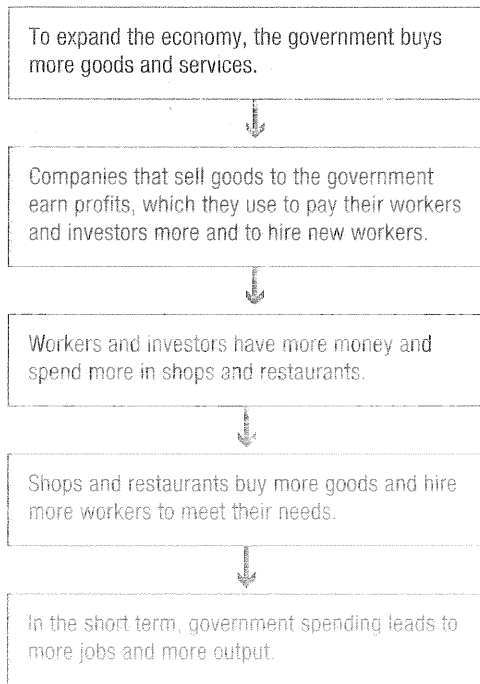 To expand the economy, the government buys
more goods and services.
Companies that sell goods to the government
earn profits, which they use to pay their workers
and investors more and to hire new workers.
Workers and investors have more money and
spend more in shops and restaurants.
Shops and restaurants buy more goods and hire
more workers to meet their needs.
In the short term, government spending leads to
more jobs and more output.